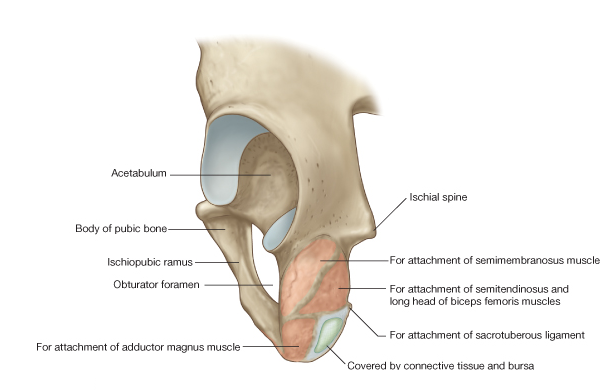 Acetabulum
Ischial spine
Body of pubic bone
Ischiopubic ramus
For attachment of semimembranosus muscle
Obturator foramen
For attachment of semitendinosus and
long head of biceps femoris muscles
For attachment of sacrotuberous ligament
For attachment of adductor magnus muscle
Covered by connective tissue and bursa